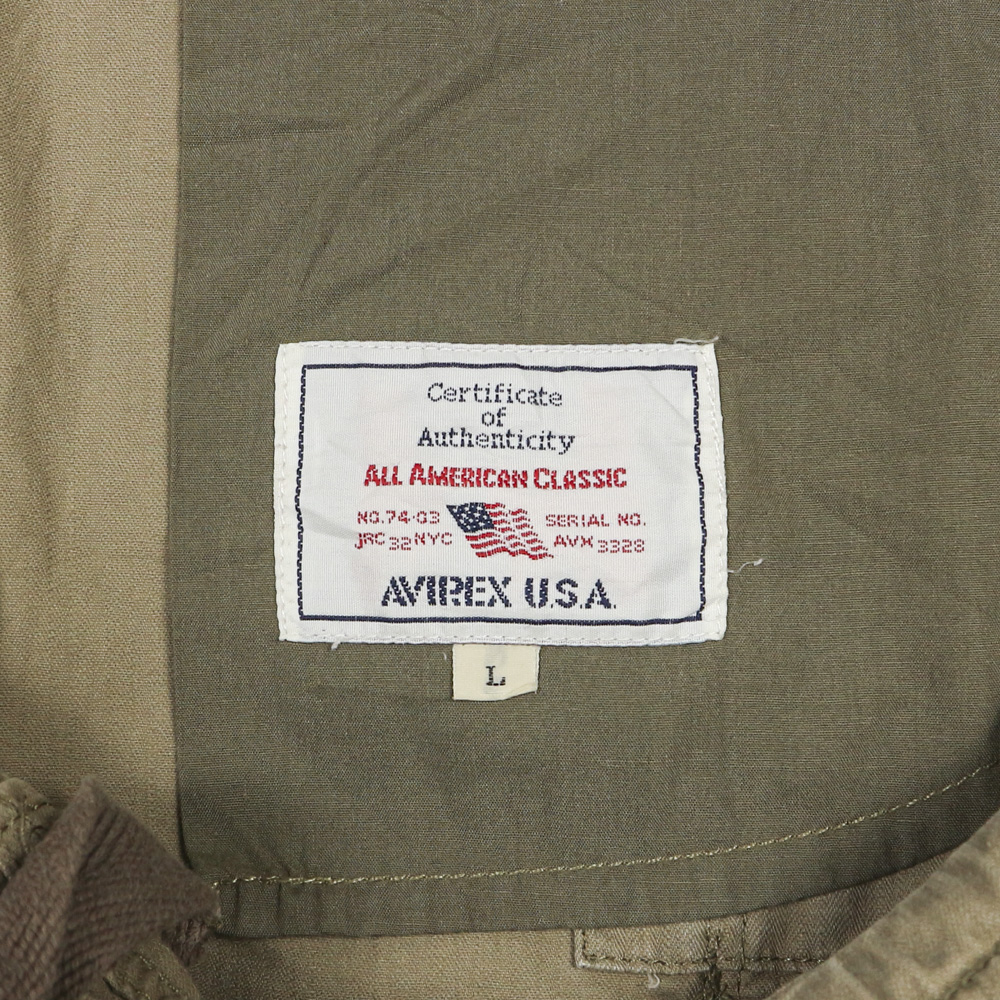 Certificate
of
Authenticity
ALL AMERICAN CLASSIC
NO.74-03 SERIAL NO.
JRC 32 NYC AVX 3328
AVIREX U.S.A.
L